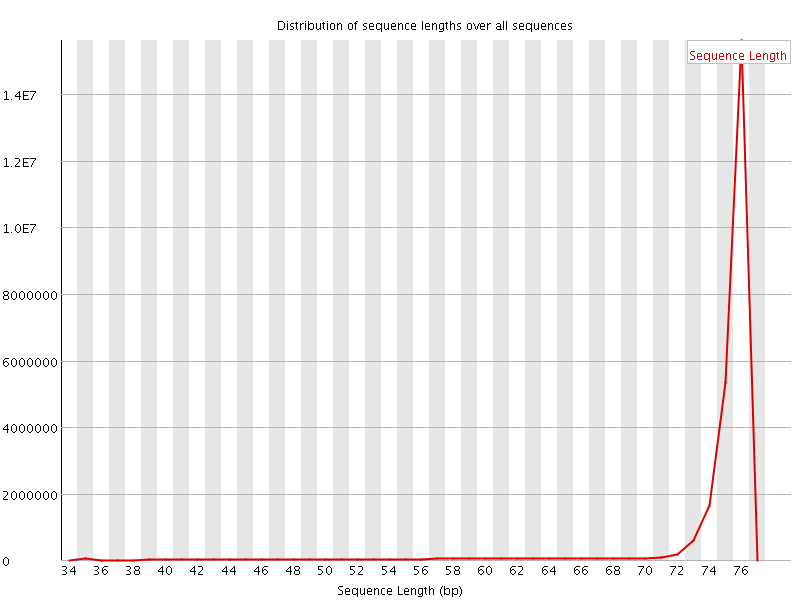 Distribution of sequence lengths over all sequences
Sequence Length
1.4E7
1.2E7
1.0E7
8000000
6000000
4000000
2000000
0
34 36 38 40 42 44 46 48 50 52 54 56 58 60 62 64 66 68 70 72 74 76
Sequence Length (bp)